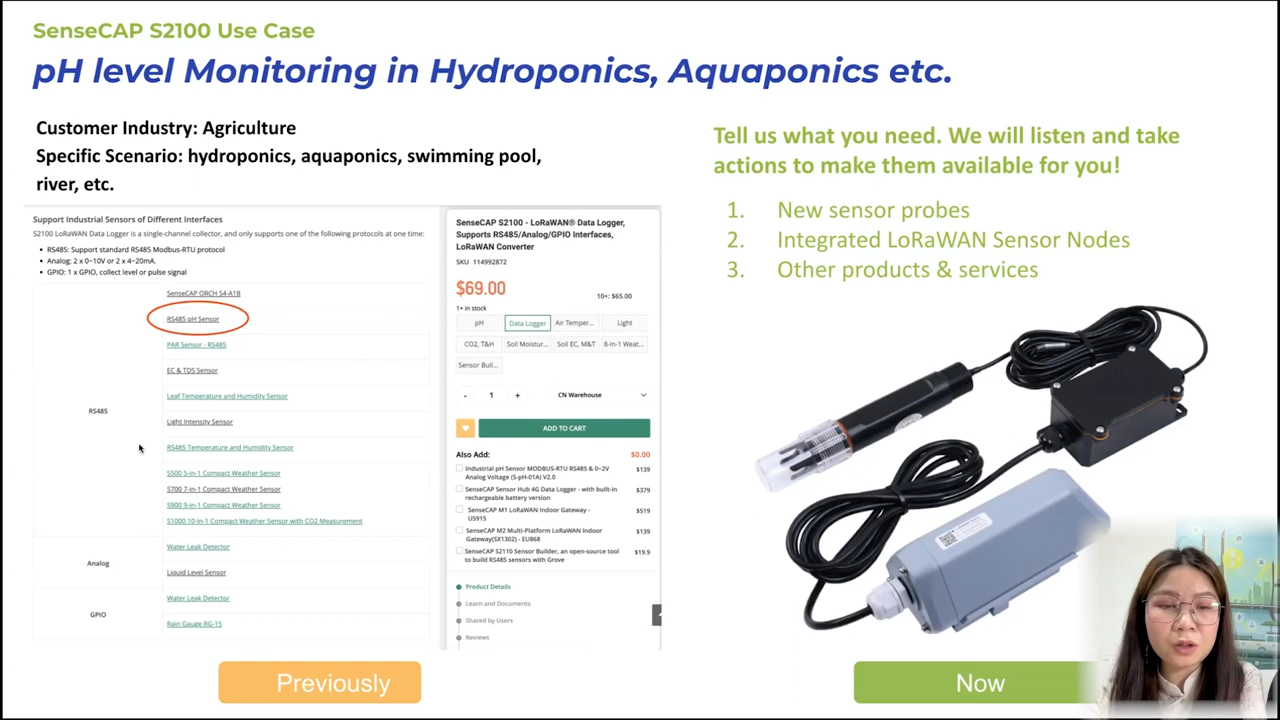 SenseCAP S2100 Use Case
pH level Monitoring in Hydroponics, Aquaponics etc.
Customer Industry: Agriculture
Specific Scenario: hydroponics, aquaponics, swimming pool,
river, etc.
Support Industrial Sensors of Different Interfaces
S2100 LoRaWAN Data Logger is a single-channel collector, and only supports one of the following protocols at one time:
• RS485: Support standard RS485 Modbus-RTU protocol
• Analog: 2 x 0~10V or 2 x 4~20mA.
• GPIO: 1 x GPIO, collect level or pulse signal
RS485
SenseCAP ORCH S4-A1B
RS485 pH Sensor
PAR Sensor - RS485
EC & TDS Sensor
Leaf Temperature and Humidity Sensor
Light Intensity Sensor
RS485 Temperature and Humidity Sensor
S500 5-in-1 Compact Weather Sensor
S700 7-in-1 Compact Weather Sensor
S900 9-in-1 Compact Weather Sensor
S1000 10-in-1 Compact Weather Sensor with CO2 Measurement
Analog
Water Leak Detector
Liquid Level Sensor
GPIO
Water Leak Detector
Rain Gauge RG-15
SenseCAP S2100 - LoRaWAN® Data Logger,
Supports RS485/Analog/GPIO Interfaces,
LoRaWAN Converter
SKU 114992872
$69.00
10+: $65.00
1+ in stock
pH Data Logger Air Temper... Light
CO2, T&H Soil Moistur... Soil EC, M&T 8-in-1 Weat...
Sensor Buil...
- 1 + CN Warehouse
ADD TO CART
Also Add: $0.00
Industrial pH Sensor MODBUS-RTU RS485 & 0~2V $139
Analog Voltage (S-pH-01A) V2.0
SenseCAP Sensor Hub 4G Data Logger - with built-in $379
rechargeable battery version
SenseCAP M1 LoRaWAN Indoor Gateway - $519
US915
SenseCAP M2 Multi-Platform LoRaWAN Indoor $139
Gateway(SX1302) - EU868
SenseCAP S2110 Sensor Builder, an open-source tool $19.9
to build RS485 sensors with Grove
Product Details
Learn and Documents
Shared by Users
Reviews
Previously
Tell us what you need. We will listen and take
actions to make them available for you!
1. New sensor probes
2. Integrated LoRaWAN Sensor Nodes
3. Other products & services
Now